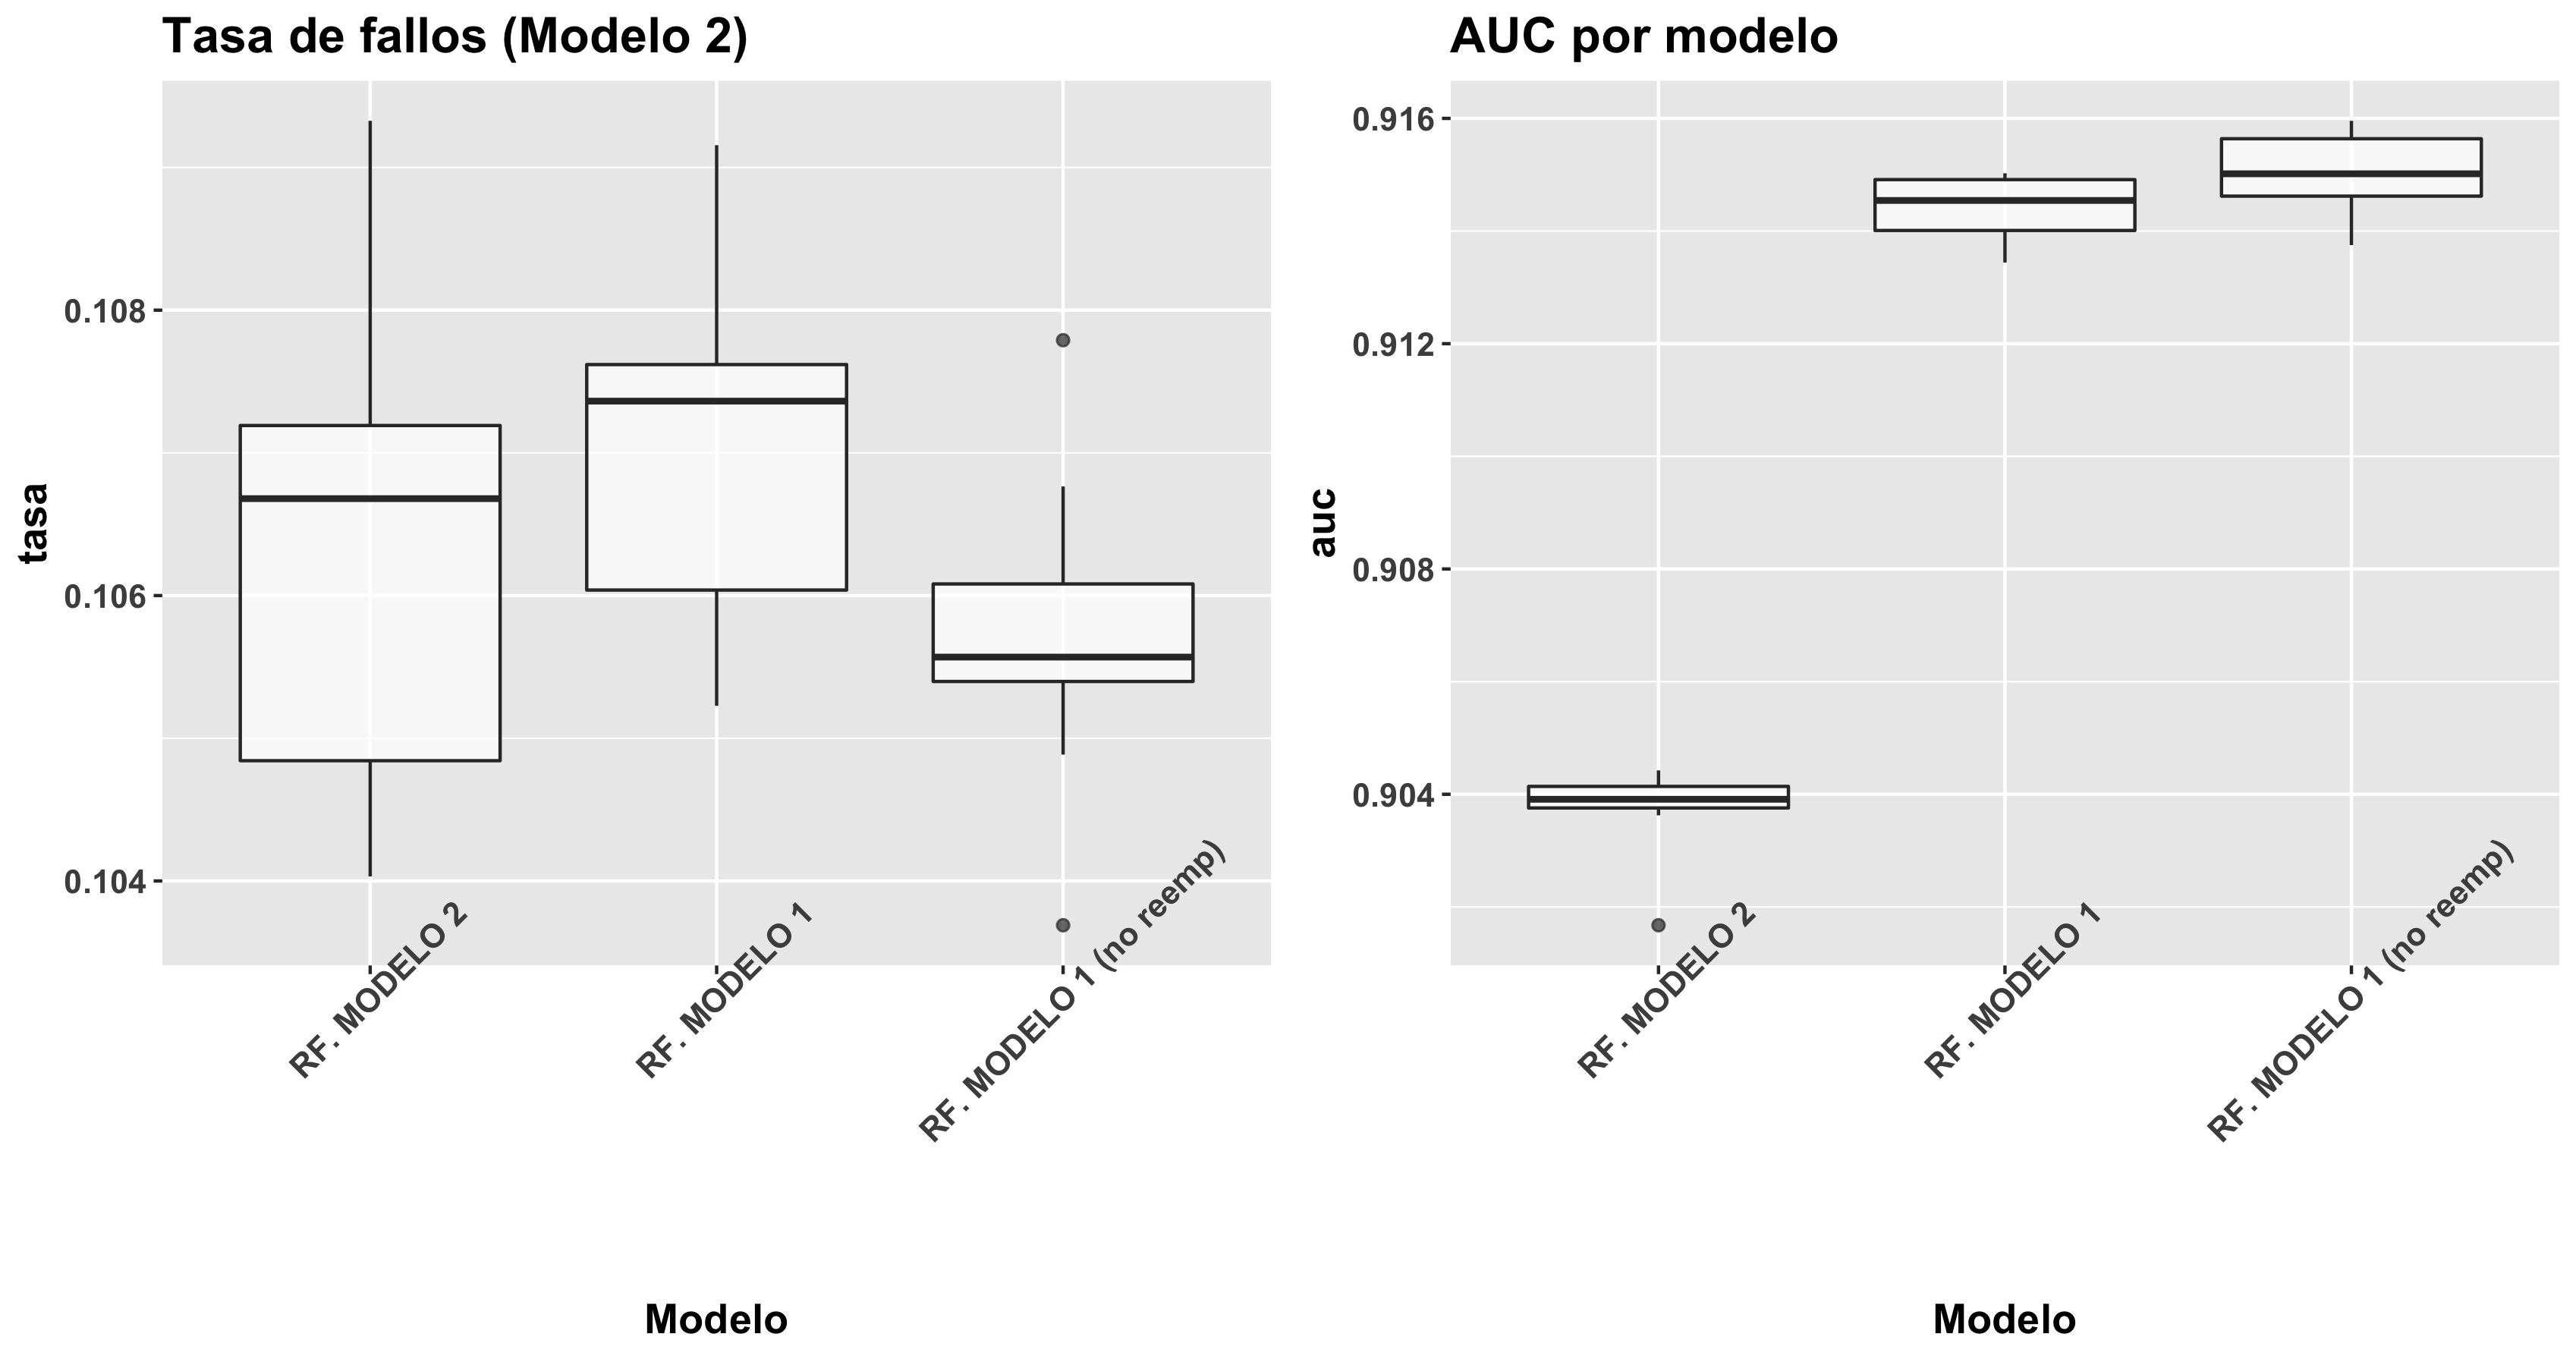 Tasa de fallos (Modelo 2)
tasa
0.108
0.106
0.104
RF. MODELO 2
RF. MODELO 1
RF. MODELO 1 (no reemp)
Modelo
AUC por modelo
auc
0.916
0.912
0.908
0.904
RF. MODELO 2
RF. MODELO 1
RF. MODELO 1 (no reemp)
Modelo